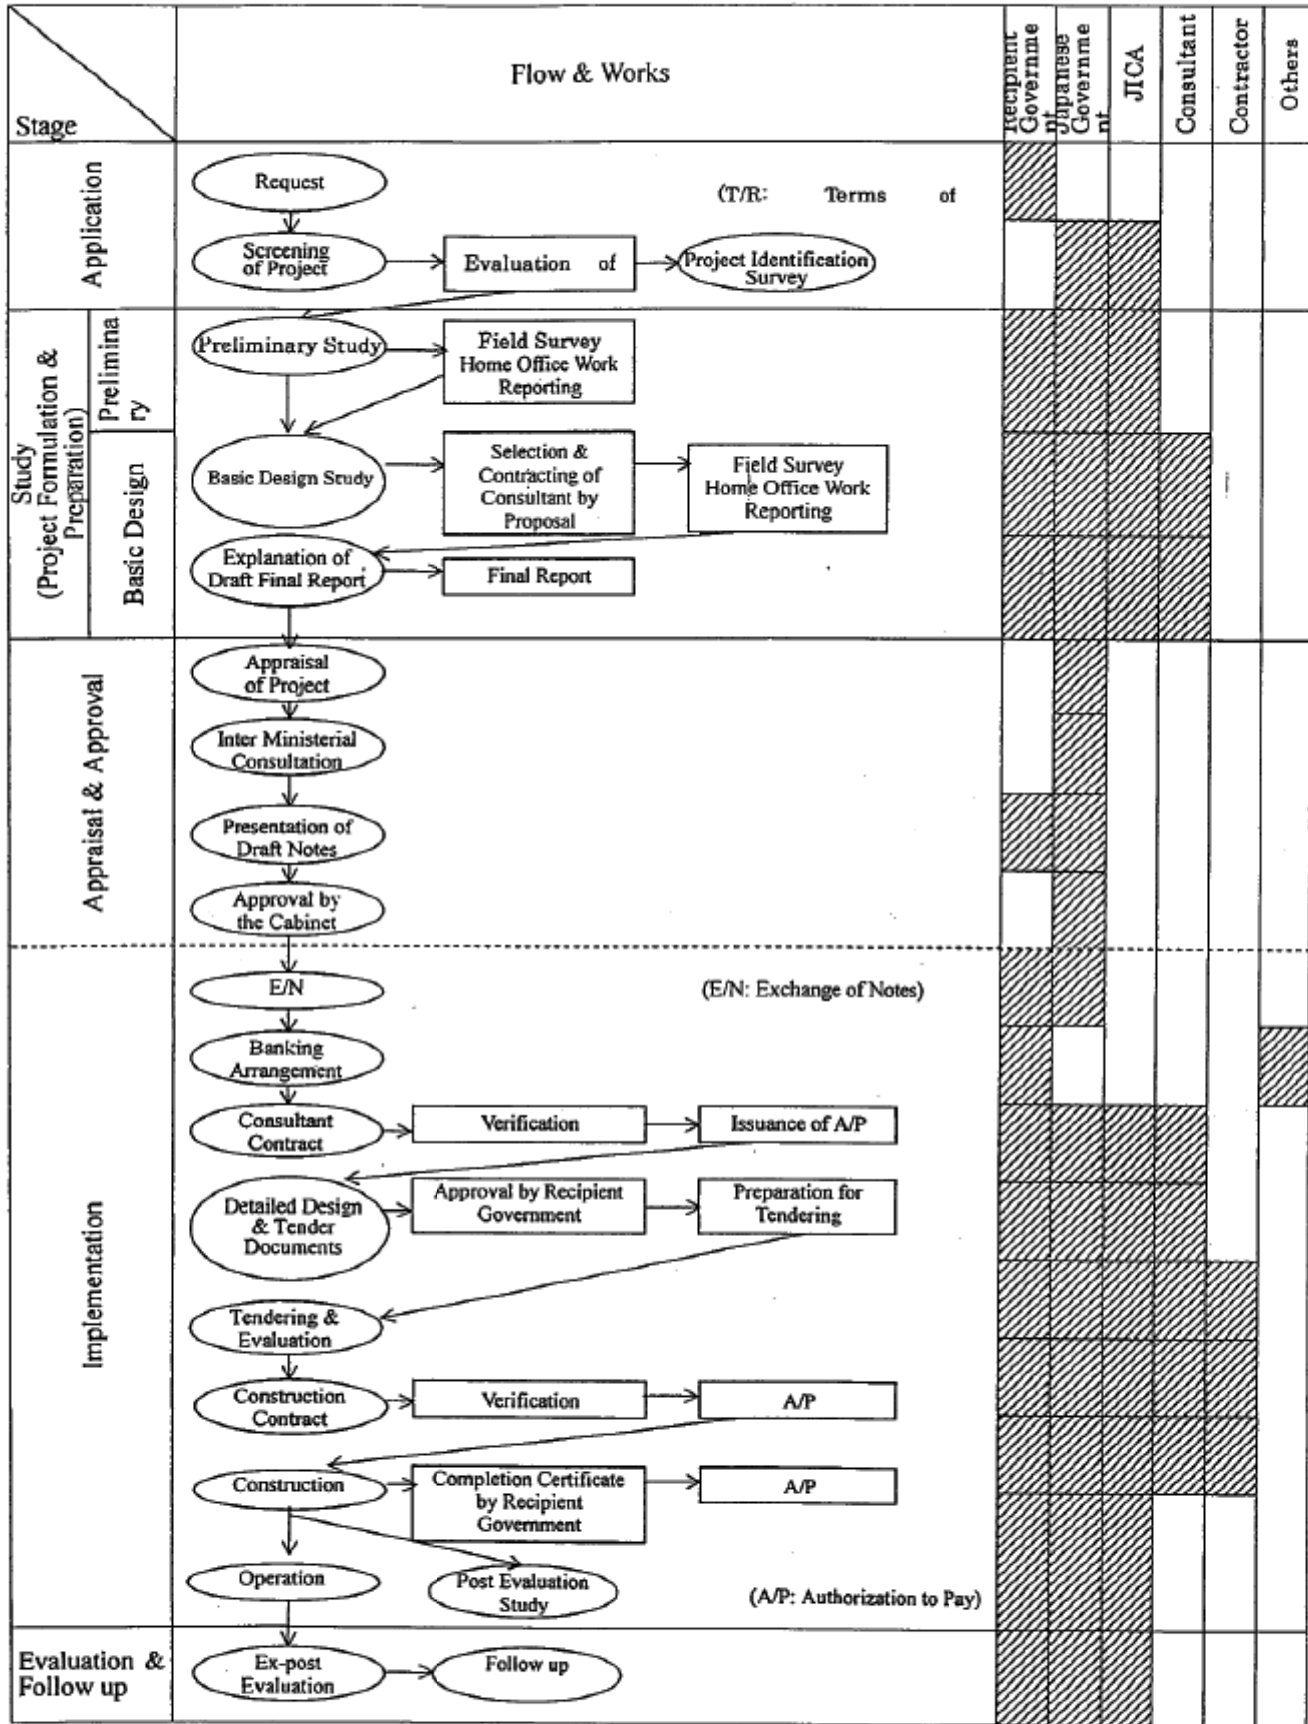 Stage
Flow & Works
Recipient
Governme
nt
Japanese
Governme
nt
JICA
Consultant
Contractor
Others
Application
Request
(T/R: Terms of
Screening
of Project
Evaluation of
Project Identification
Survey
Study
(Project Formulation &
Preparation)
Prelimina
ry
Preliminary Study
Field Survey
Home Office Work
Reporting
Basic Design
Basic Design Study
Selection &
Contracting of
Consultant by
Proposal
Field Survey
Home Office Work
Reporting
Explanation of
Draft Final Report
Final Report
Appraisal & Approval
Appraisal
of Project
Inter Ministerial
Consultation
Presentation of
Draft Notes
Approval by
the Cabinet
Implementation
E/N
(E/N: Exchange of Notes)
Banking
Arrangement
Consultant
Contract
Verification
Issuance of A/P
Detailed Design
& Tender
Documents
Approval by Recipient
Government
Preparation for
Tendering
Tendering &
Evaluation
Construction
Contract
Verification
A/P
Construction
Completion Certificate
by Recipient
Government
A/P
Operation
Post Evaluation
Study
(A/P: Authorization to Pay)
Evaluation &
Follow up
Ex-post
Evaluation
Follow up